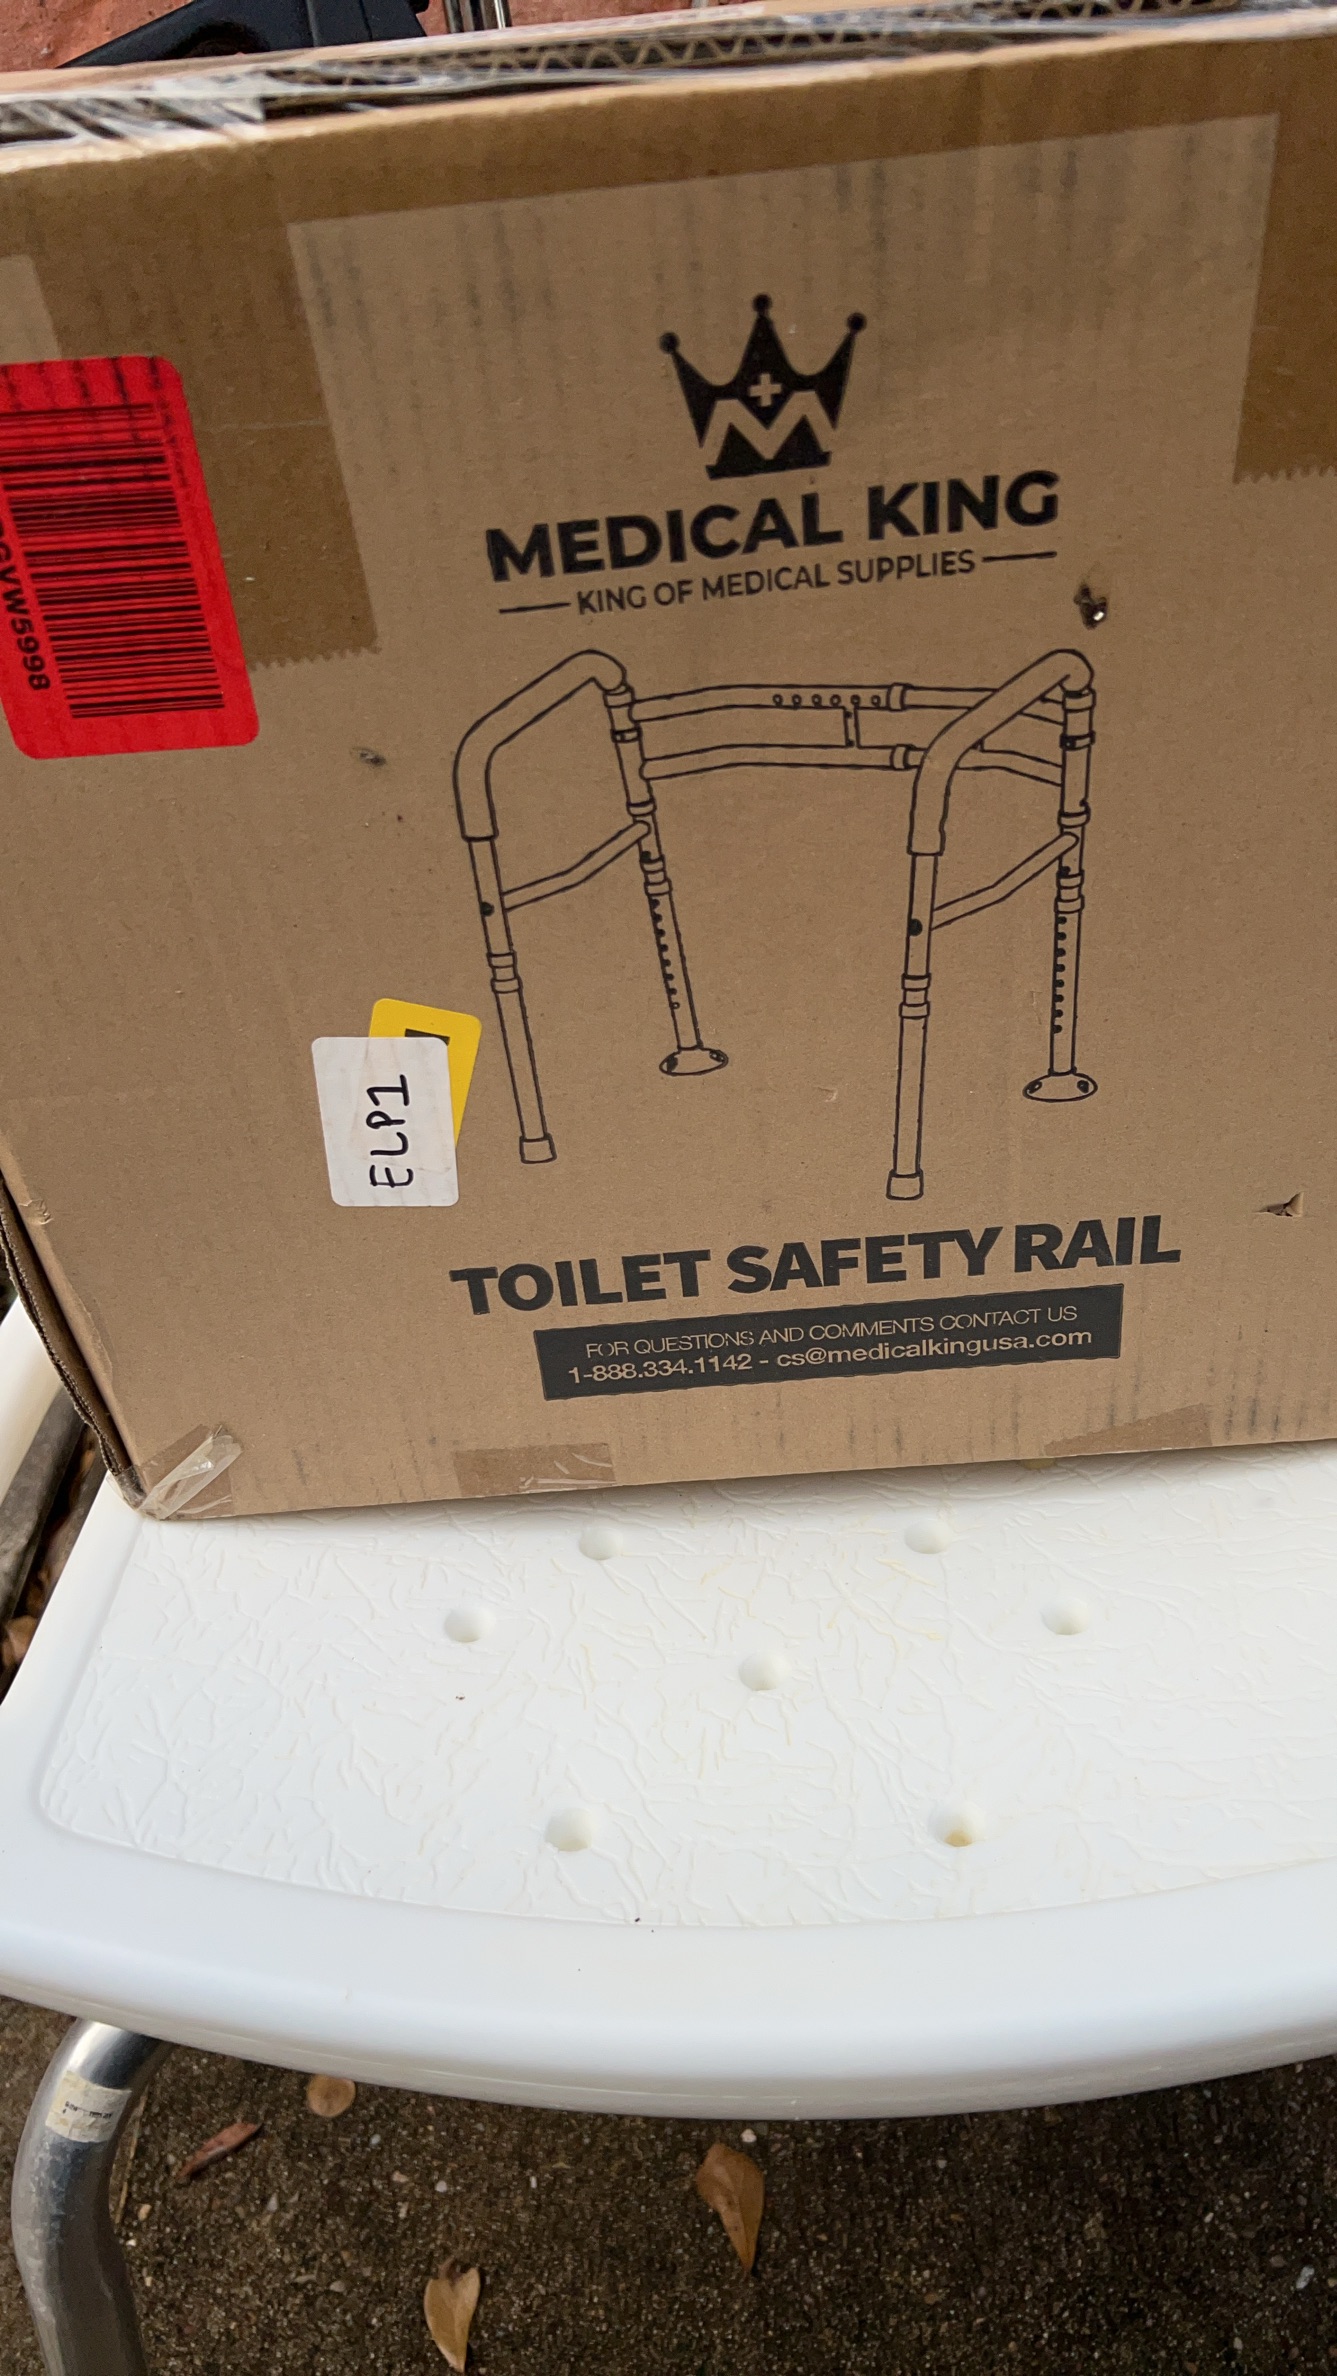 MEDICAL KING
KING OF MEDICAL SUPPLIES
ELP1
TOILET SAFETY RAIL
FOR QUESTIONS AND COMMENTS CONTACT US
1-888.334.1142 - cs@medicalkingusa.com